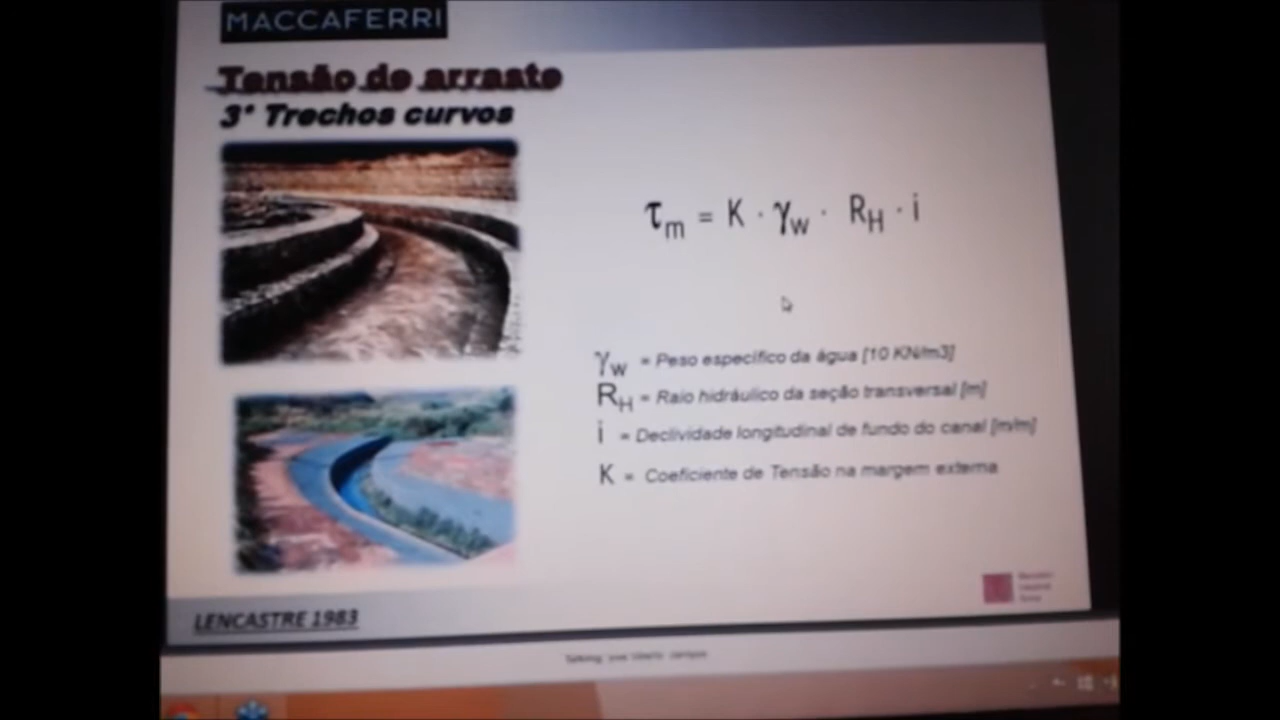 MACCAFERRI
Tensão de arraste
3° Trechos curvos
τm = K · γw · RH · i
γw = Peso específico da água [10 KN/m3]
RH = Raio hidráulico da seção transversal [m]
i = Declividade longitudinal de fundo do canal [m/m]
K = Coeficiente de Tensão na margem externa
LENCASTRE 1983